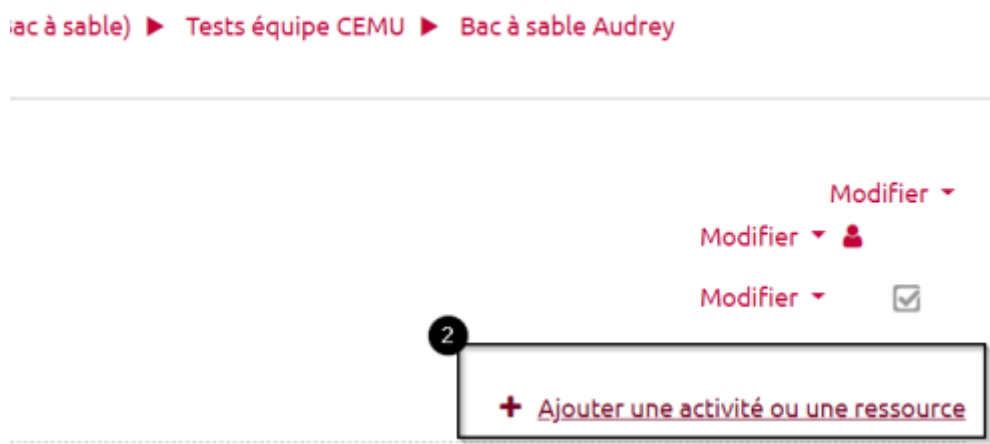 ac à sable) ▶ Tests équipe CEMU ▶ Bac à sable Audrey
Modifier
Modifier
Modifier
2
+ Ajouter une activité ou une ressource